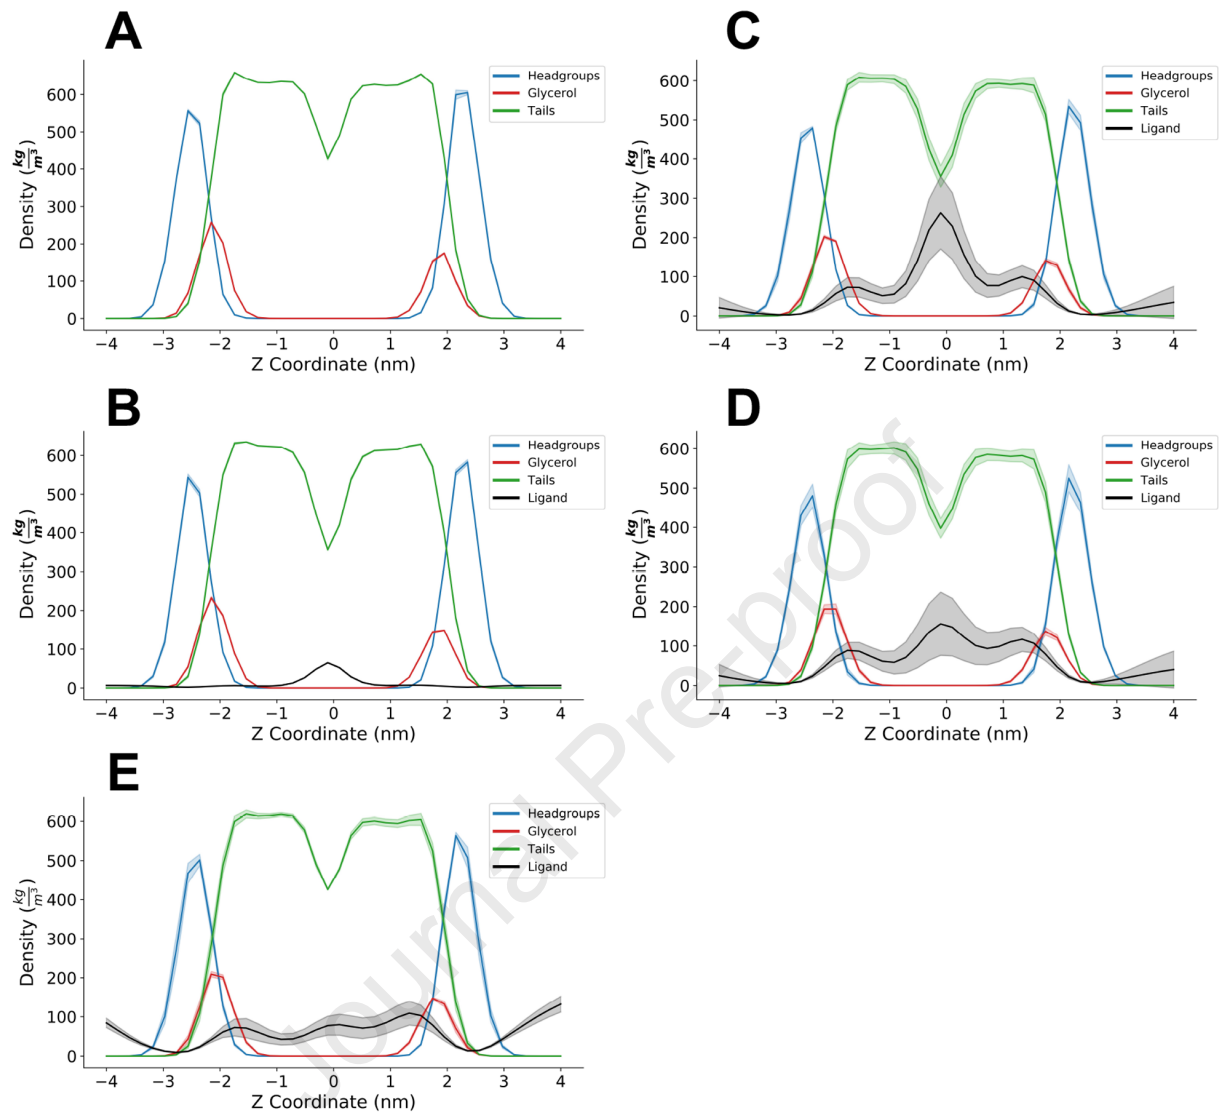 A
Headgroups
Glycerol
Tails
Density (kg/m³)
600
500
400
300
200
100
0
−4 −3 −2 −1 0 1 2 3 4
Z Coordinate (nm)
C
Headgroups
Glycerol
Tails
Ligand
Density (kg/m³)
600
500
400
300
200
100
0
−4 −3 −2 −1 0 1 2 3 4
Z Coordinate (nm)
B
Headgroups
Glycerol
Tails
Ligand
Density (kg/m³)
600
500
400
300
200
100
0
−4 −3 −2 −1 0 1 2 3 4
Z Coordinate (nm)
D
Headgroups
Glycerol
Tails
Ligand
Density (kg/m³)
600
500
400
300
200
100
0
−4 −3 −2 −1 0 1 2 3 4
Z Coordinate (nm)
E
Headgroups
Glycerol
Tails
Ligand
Density (kg/m³)
600
500
400
300
200
100
0
−4 −3 −2 −1 0 1 2 3 4
Z Coordinate (nm)
Journal Pre-proof